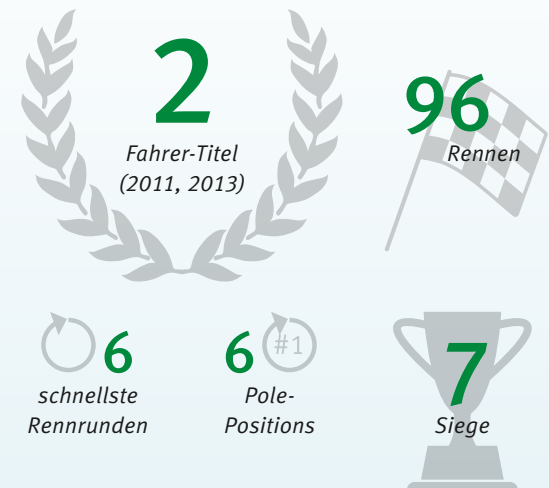 2
Fahrer-Titel
(2011, 2013)
96
Rennen
6
schnellste
Rennrunden
6 #1
Pole-
Positions
7
Siege